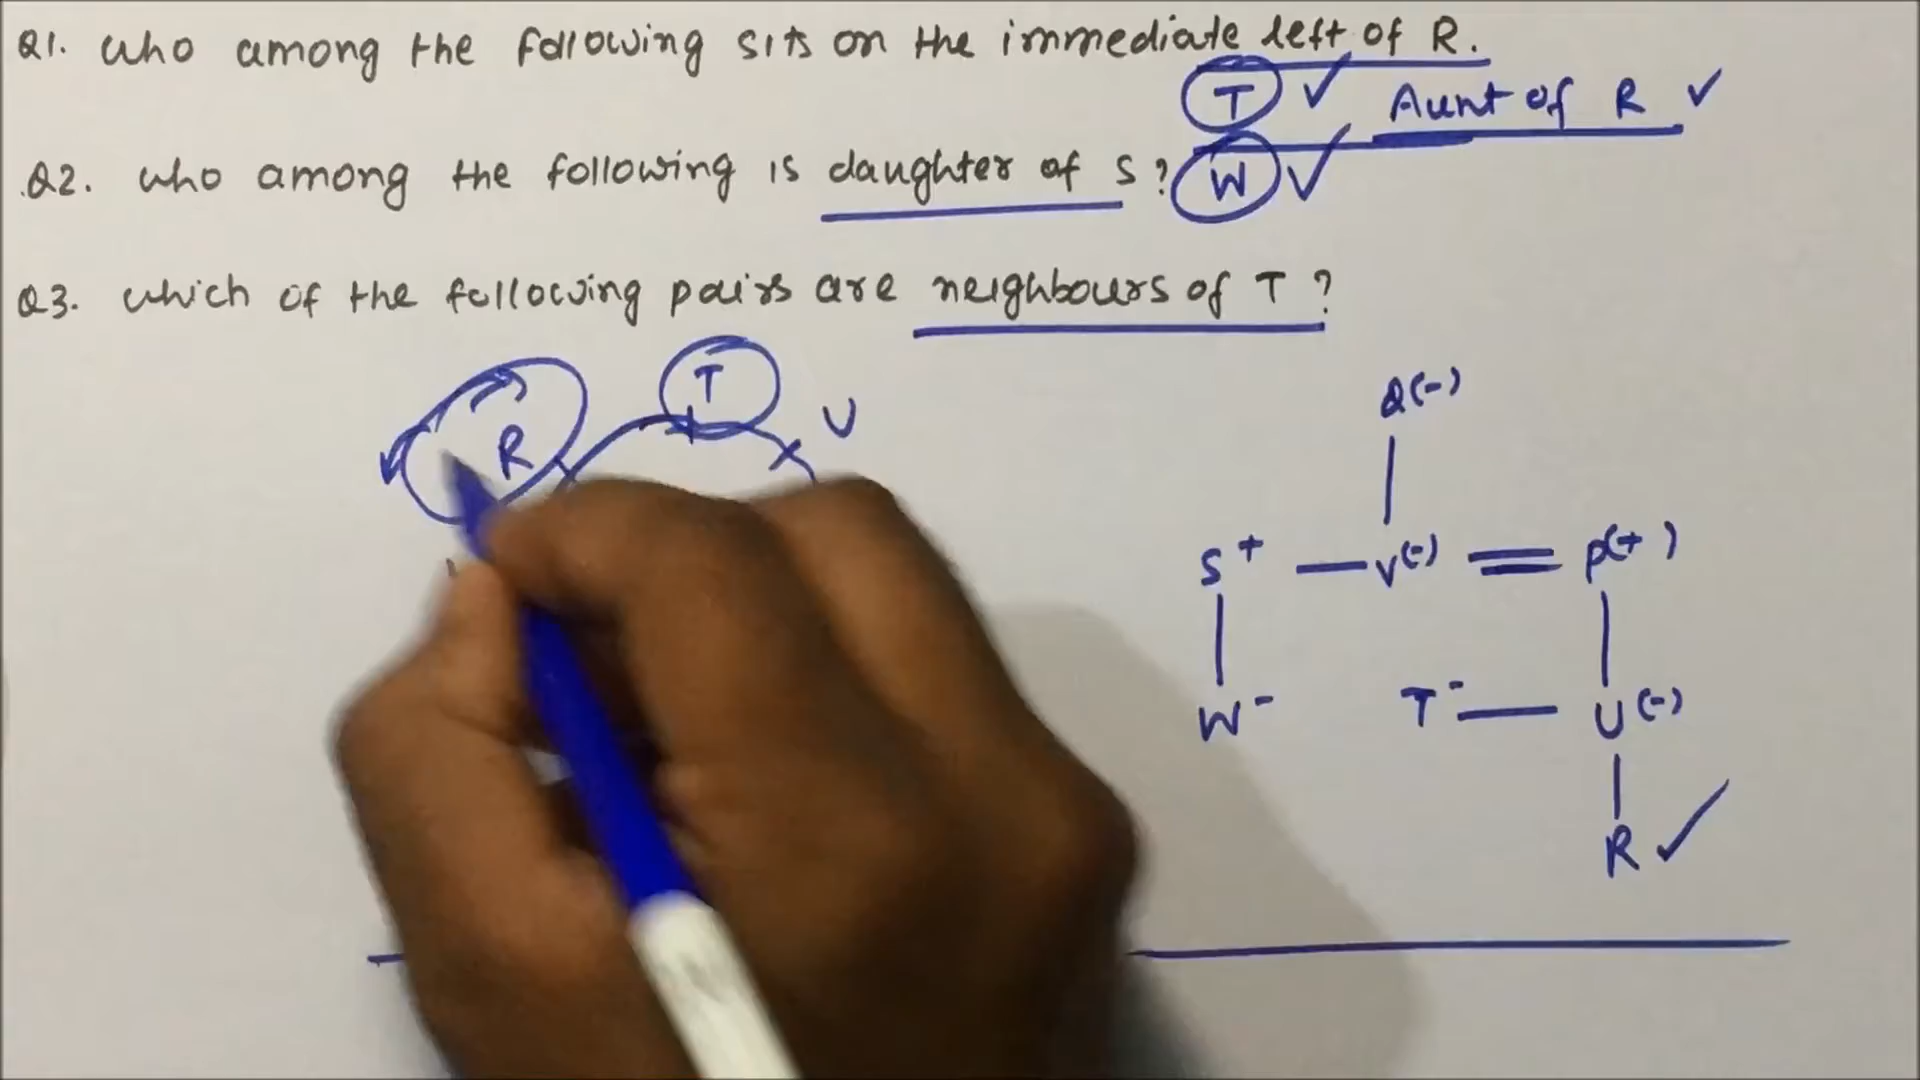 Q1. Who among the following sits on the immediate left of R.
T ✓ Aunt of R ✓
Q2. Who among the following is daughter of S? W ✓
Q3. Which of the following pairs are neighbours of T?
T
R U
Q(-)
S + — V(-) = P(+)
W - T - — U(-)
R ✓